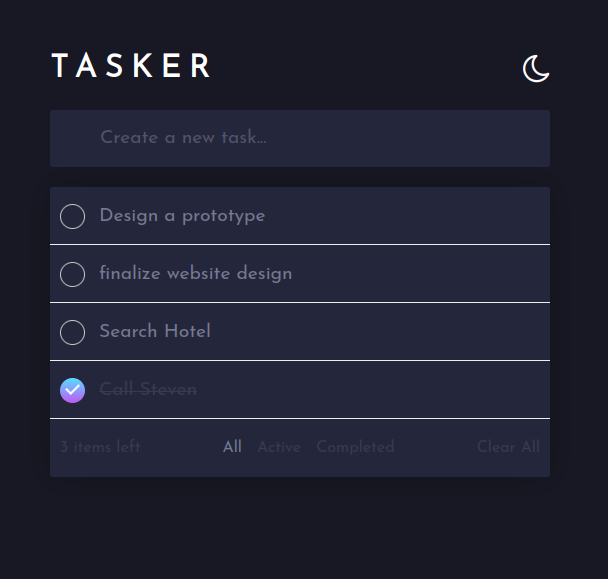 TASKER
Create a new task...
Design a prototype
finalize website design
Search Hotel
Call Steven
3 items left All Active Completed Clear All